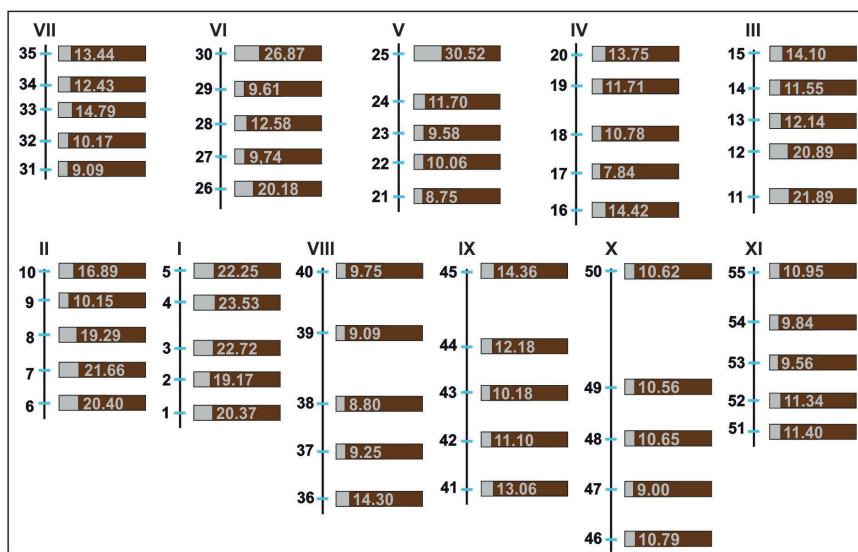 VII VI V IV III
35 13.44 30 26,87 25 30.52 20 13.75 15 14.10
34 12.43 29 9.61 24 11.70 19 11.71 14 11.55
33 14.79 28 12.58 23 9.58 18 10.78 13 12.14
32 10.17 27 9,74 22 10.06 17 7.84 12 20.89
31 9.09 26 20.18 21 8.75 16 14.42 11 21.89
II I VIII IX X XI
10 16.89 5 22.25 40 9.75 45 14.36 50 10.62 55 10.95
9 10.15 4 23.53 39 9.09 44 12.18 49 10.56 54 9.84
8 19.29 3 22.72 38 8.80 43 10.18 48 10.65 53 9.56
7 21.66 2 19.17 37 9.25 42 11.10 47 9.00 52 11.34
6 20.40 1 20.37 36 14.30 41 13.06 46 10.79 51 11.40